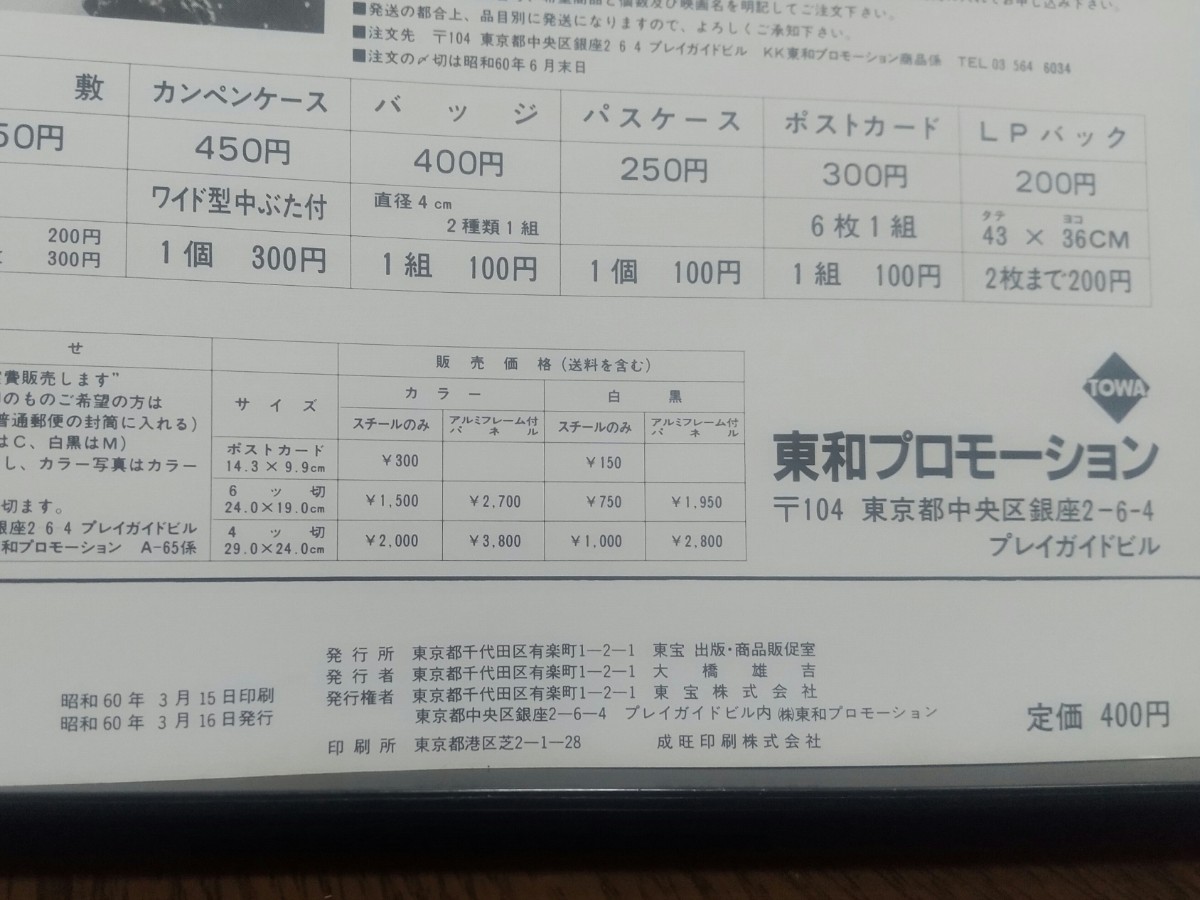 ■発送の都合上、品目別に発送になりますので、よろしくご承知下さい。
■注文先 〒104 東京都中央区銀座2 6 4 プレイガイドビル KK東和プロモーション商品係 TEL 03 564 6034
■注文の〆切は昭和60年6月末日
敷 カンペンケース バッジ パスケース ポストカード LPバック
50円 450円 400円 250円 300円 200円
ワイド型中ぶた付 直径4cm 2種類1組 6枚1組 タテ ヨコ 43 × 36CM
200円
300円 1個 300円 1組 100円 1個 100円 1組 100円 2枚まで200円
せ
費販売します"
のものご希望の方は
普通郵便の封筒に入れる)
はC、白黒はM)
し、カラー写真はカラー
切ます。
銀座2 6 4 プレイガイドビル
和プロモーション A-65係
販売価格(送料を含む)
サイズ カラー 白黒
スチールのみ アルミフレーム付パネル スチールのみ アルミフレーム付パネル
ポストカード 14.3×9.9cm ¥300 ¥150
6ッ切 24.0×19.0cm ¥1,500 ¥2,700 ¥750 ¥1,950
4ッ切 29.0×24.0cm ¥2,000 ¥3,800 ¥1,000 ¥2,800
TOWA
東和プロモーション
〒104 東京都中央区銀座2-6-4
プレイガイドビル
昭和60年 3月15日印刷
昭和60年 3月16日発行
発行所 東京都千代田区有楽町1-2-1 東宝 出版・商品販促室
発行者 東京都千代田区有楽町1-2-1 大橋雄吉
発行権者 東京都千代田区有楽町1-2-1 東宝株式会社
東京都中央区銀座2-6-4 プレイガイドビル内 ㈱東和プロモーション
印刷所 東京都港区芝2-1-28 成旺印刷株式会社
定価 400円